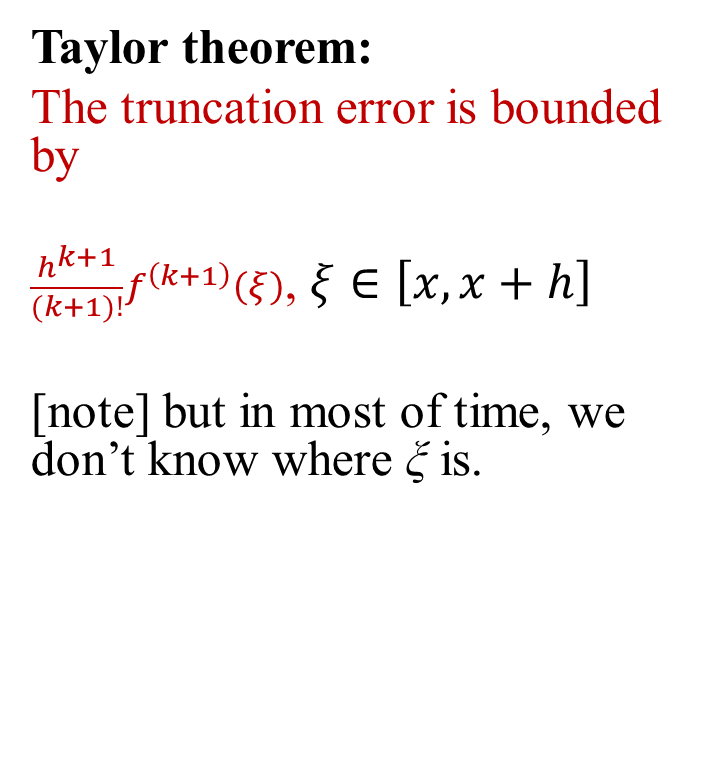 Taylor theorem:
The truncation error is bounded
by
\frac{h^{k+1}}{(k+1)!}f^{(k+1)}(ξ), ξ ∈ [x, x + h]
[note] but in most of time, we
don’t know where ξ is.